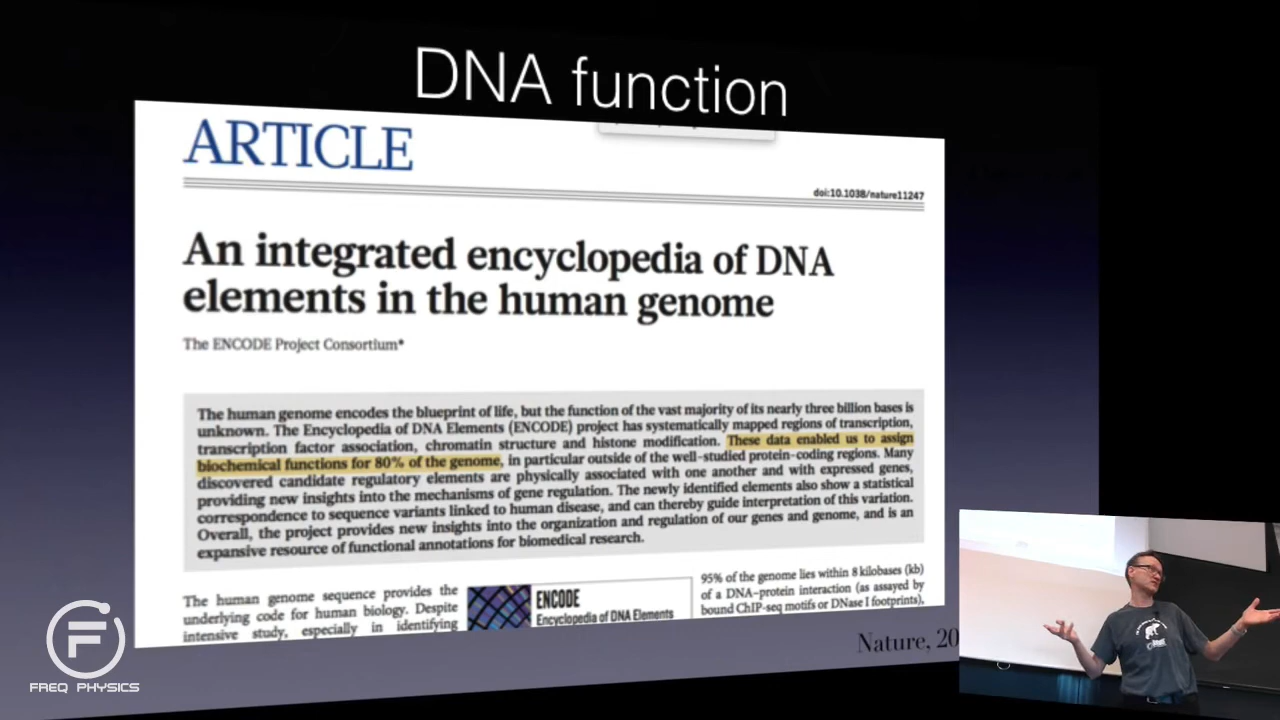 DNA function
ARTICLE
doi:10.1038/nature11247
An integrated encyclopedia of DNA
elements in the human genome
The ENCODE Project Consortium*
The human genome encodes the blueprint of life, but the function of the vast majority of its nearly three billion bases is
unknown. The Encyclopedia of DNA Elements (ENCODE) project has systematically mapped regions of transcription,
transcription factor association, chromatin structure and histone modification. These data enabled us to assign
biochemical functions for 80% of the genome, in particular outside of the well-studied protein-coding regions. Many
discovered candidate regulatory elements are physically associated with one another and with expressed genes,
providing new insights into the mechanisms of gene regulation. The newly identified elements also show a statistical
correspondence to sequence variants linked to human disease, and can thereby guide interpretation of this variation.
Overall, the project provides new insights into the organization and regulation of our genes and genome, and is an
expansive resource of functional annotations for biomedical research.
The human genome sequence provides the
underlying code for human biology. Despite
intensive study, especially in identifying
ENCODE
Encyclopedia of DNA Elements
95% of the genome lies within 8 kilobases (kb)
of a DNA–protein interaction (as assayed by
bound ChIP-seq motifs or DNase I footprints),
Nature, 20
F
FREQ PHYSICS